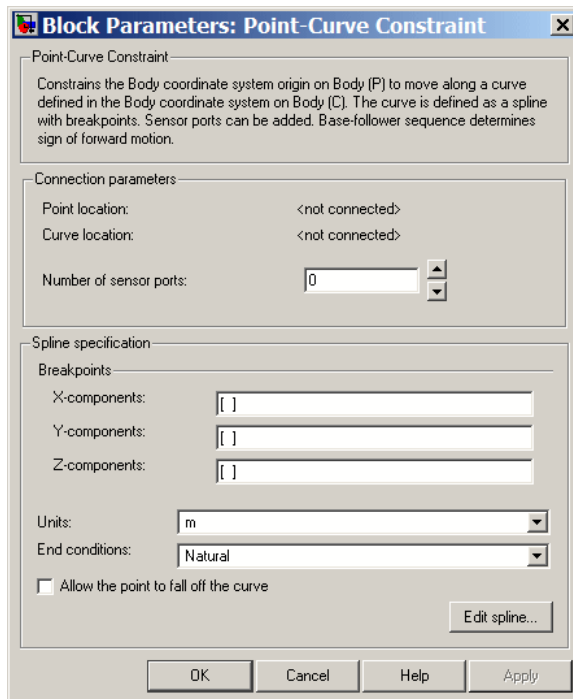 Block Parameters: Point-Curve Constraint
Point-Curve Constraint
Constrains the Body coordinate system origin on Body (P) to move along a curve
defined in the Body coordinate system on Body (C). The curve is defined as a spline
with breakpoints. Sensor ports can be added. Base-follower sequence determines
sign of forward motion.
Connection parameters
Point location: <not connected>
Curve location: <not connected>
Number of sensor ports: 0
Spline specification
Breakpoints
X-components: [ ]
Y-components: [ ]
Z-components: [ ]
Units: m
End conditions: Natural
Allow the point to fall off the curve
Edit spline...
OK Cancel Help Apply